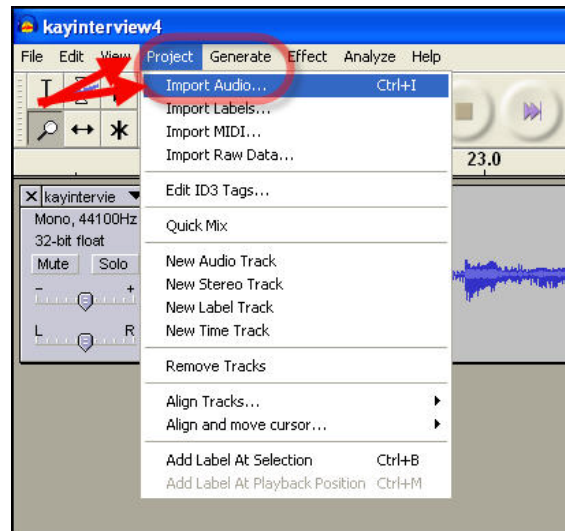 kayinterview4
File Edit View Project Generate Effect Analyze Help
Import Audio... Ctrl+I
Import Labels...
Import MIDI...
Import Raw Data...
23.0
Edit ID3 Tags...
kayintervie
Mono, 44100Hz
32-bit float
Quick Mix
Mute Solo
New Audio Track
New Stereo Track
- +
New Label Track
L R
New Time Track
Remove Tracks
Align Tracks...
Align and move cursor...
Add Label At Selection Ctrl+B
Add Label At Playback Position Ctrl+M